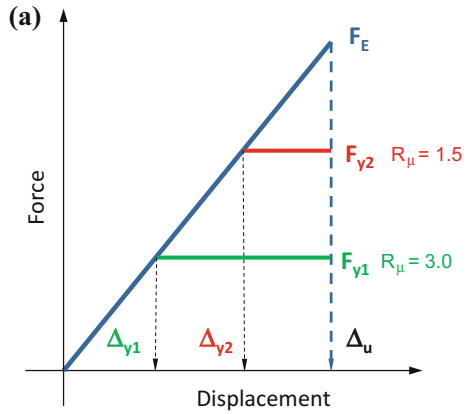 (a)
F_E
F_y2 R_μ = 1.5
F_y1 R_μ = 3.0
Force
Δ_y1 Δ_y2 Δ_u
Displacement